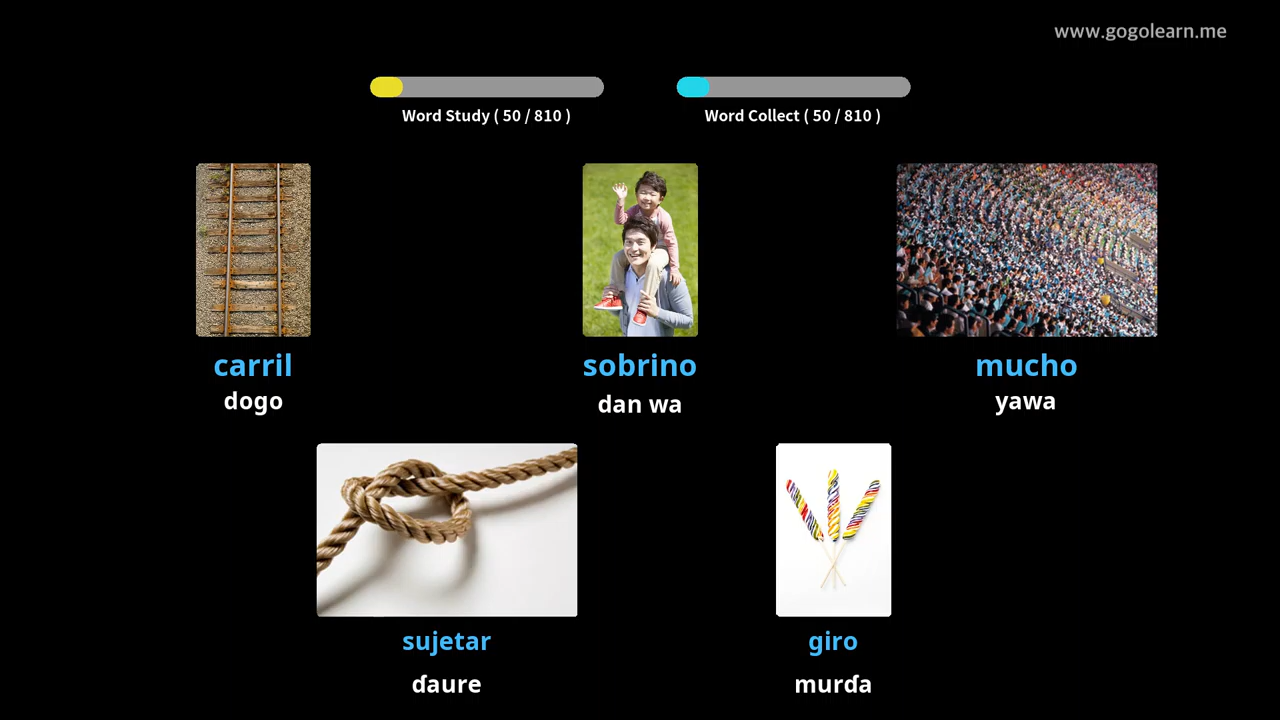 www.gogolearn.me
Word Study ( 50 / 810 )
Word Collect ( 50 / 810 )
carril
dogo
sobrino
dan wa
mucho
yawa
sujetar
ɗaure
giro
murɗa